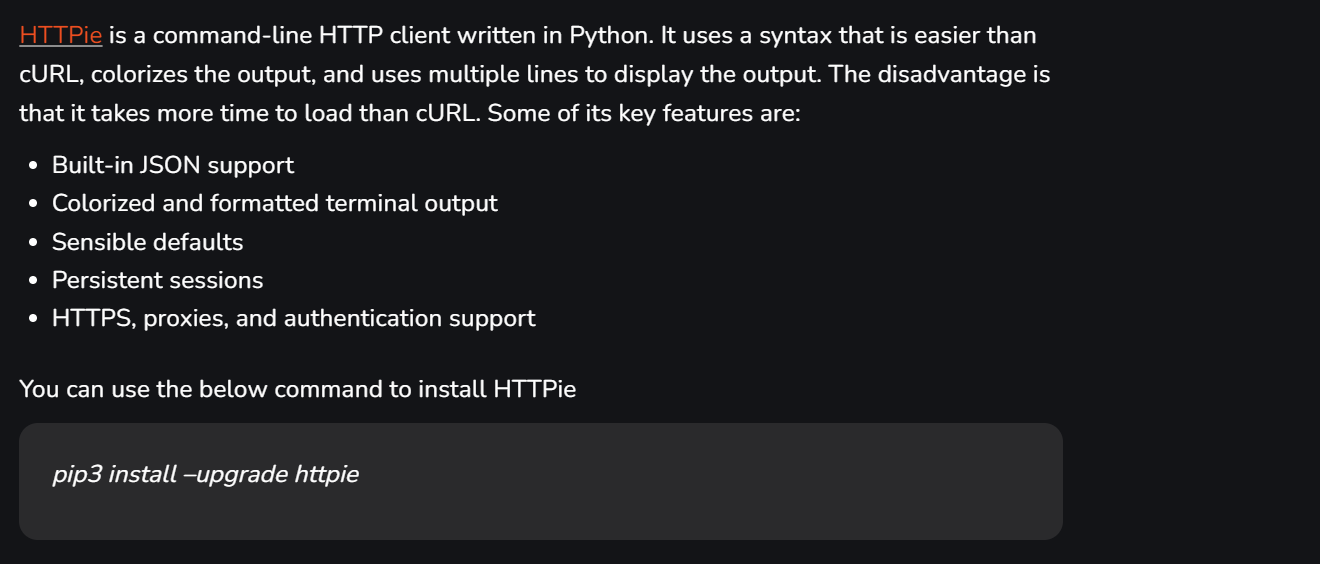 HTTPie is a command-line HTTP client written in Python. It uses a syntax that is easier than
cURL, colorizes the output, and uses multiple lines to display the output. The disadvantage is
that it takes more time to load than cURL. Some of its key features are:
• Built-in JSON support
• Colorized and formatted terminal output
• Sensible defaults
• Persistent sessions
• HTTPS, proxies, and authentication support
You can use the below command to install HTTPie
pip3 install –upgrade httpie